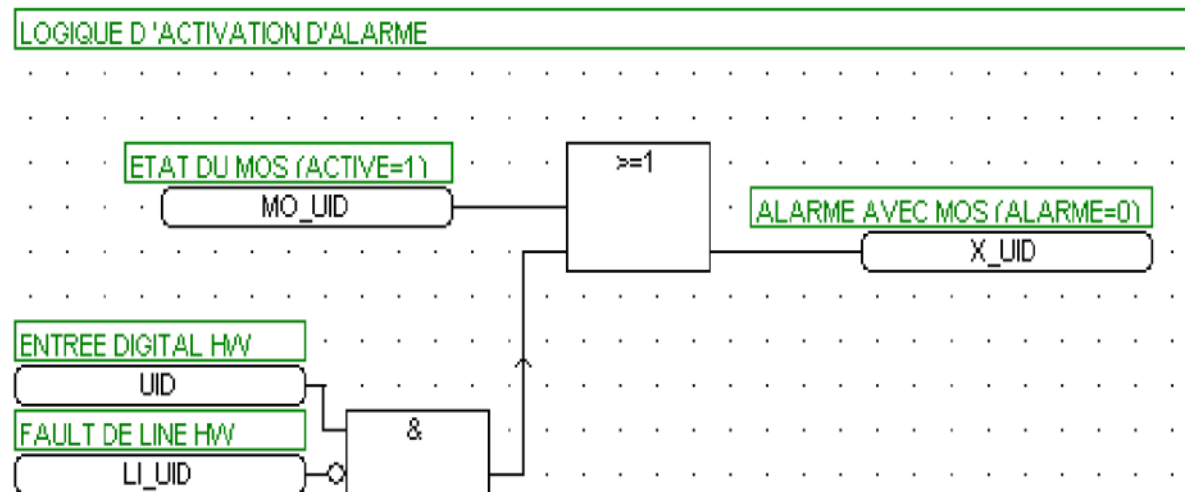 LOGIQUE D 'ACTIVATION D'ALARME
ETAT DU MOS (ACTIVE=1)
>=1
MO_UID
ALARME AVEC MOS (ALARME=0)
X_UID
ENTREE DIGITAL HW
UID
FAULT DE LINE HW
&
LI_UID